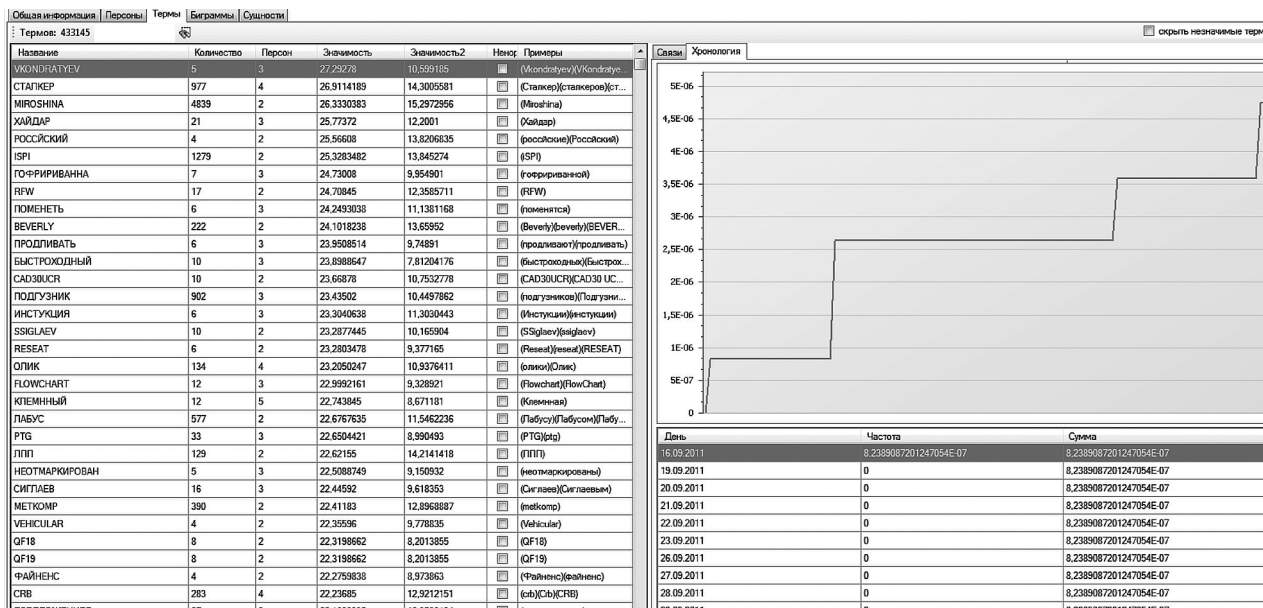 Общая информация Персоны Термы Биграммы Сущности
Термов: 433145
скрыть незначимые терм
Название Количество Персон Значимость Значимость2 Ненор Примеры
VKONDRATYEV 5 3 27,29278 10,599185 (Vkondratyev)(VKondratye...
СТАЛКЕР 977 4 26,9114189 14,3005581 (Сталкер)(сталкеров)(ст...
MIROSHINA 4839 2 26,3330383 15,2972956 (Miroshina)
ХАЙДАР 21 3 25,77372 12,2001 (Хайдар)
РОССЙСКИЙ 4 2 25,56608 13,8206835 (россйские)(Россйский)
ISPI 1279 2 25,3283482 13,845274 (iSPI)
ГОФРИРИВАННА 7 3 24,73008 9,954901 (гофририванной)
RFW 17 2 24,70845 12,3585711 (RFW)
ПОМЕНЕТЬ 6 3 24,2493038 11,1381168 (поменятся)
BEVERLY 222 2 24,1018238 13,65952 (Beverly)(beverly)(BEVER...
ПРОДЛИВАТЬ 6 3 23,9508514 9,74891 (продливают)(продливать)
БЫСТРОХОДНЫЙ 10 3 23,8988647 7,81204176 (быстроходных)(Быстрох...
CAD30UCR 10 2 23,66878 10,7532778 (CAD30UCR)(CAD30 UC...
ПОДГУЗНИК 902 3 23,43502 10,4497862 (подгузников)(Подгузни...
ИНСТУКЦИЯ 6 3 23,3040638 11,3030443 (Инстукции)(инстукции)
SSIGLAEV 10 2 23,2877445 10,165904 (SSiglaev)(ssiglaev)
RESEAT 6 2 23,2803478 9,377165 (Reseat)(reseat)(RESEAT)
ОЛИК 134 4 23,2050247 10,9376411 (олики)(Олик)
FLOWCHART 12 3 22,9992161 9,328921 (Flowchart)(FlowChart)
КЛЕМННЫЙ 12 5 22,743845 8,671181 (Клемнная)
ЛАБУС 577 2 22,6767635 11,5462236 (Лабусу)(Лабусом)(Лабу...
PTG 33 3 22,6504421 8,990493 (PTG)(ptg)
ЛПП 129 2 22,62155 14,2141418 (ЛПП)
НЕОТМАРКИРОВАН 5 3 22,5088749 9,150932 (неотмаркированы)
СИГЛАЕВ 16 3 22,44592 9,618353 (Сиглаев)(Сиглаевым)
METKOMP 390 2 22,41183 12,8968887 (metkomp)
VEHICULAR 4 2 22,35596 9,778835 (Vehicular)
QF18 8 2 22,3198662 8,2013855 (QF18)
QF19 8 2 22,3198662 8,2013855 (QF19)
ФАЙНЕНС 4 2 22,2759838 8,973863 (Файненс)(файненс)
CRB 283 4 22,23685 12,9212151 (crb)(Crb)(CRB)
Связи Хронология
5E-06
4,5E-06
4E-06
3,5E-06
3E-06
2,5E-06
2E-06
1,5E-06
1E-06
5E-07
0
День Частота Сумма
16.09.2011 8,2389087201247054E-07 8,2389087201247054E-07
19.09.2011 0 8,2389087201247054E-07
20.09.2011 0 8,2389087201247054E-07
21.09.2011 0 8,2389087201247054E-07
22.09.2011 0 8,2389087201247054E-07
23.09.2011 0 8,2389087201247054E-07
26.09.2011 0 8,2389087201247054E-07
27.09.2011 0 8,2389087201247054E-07
28.09.2011 0 8,2389087201247054E-07